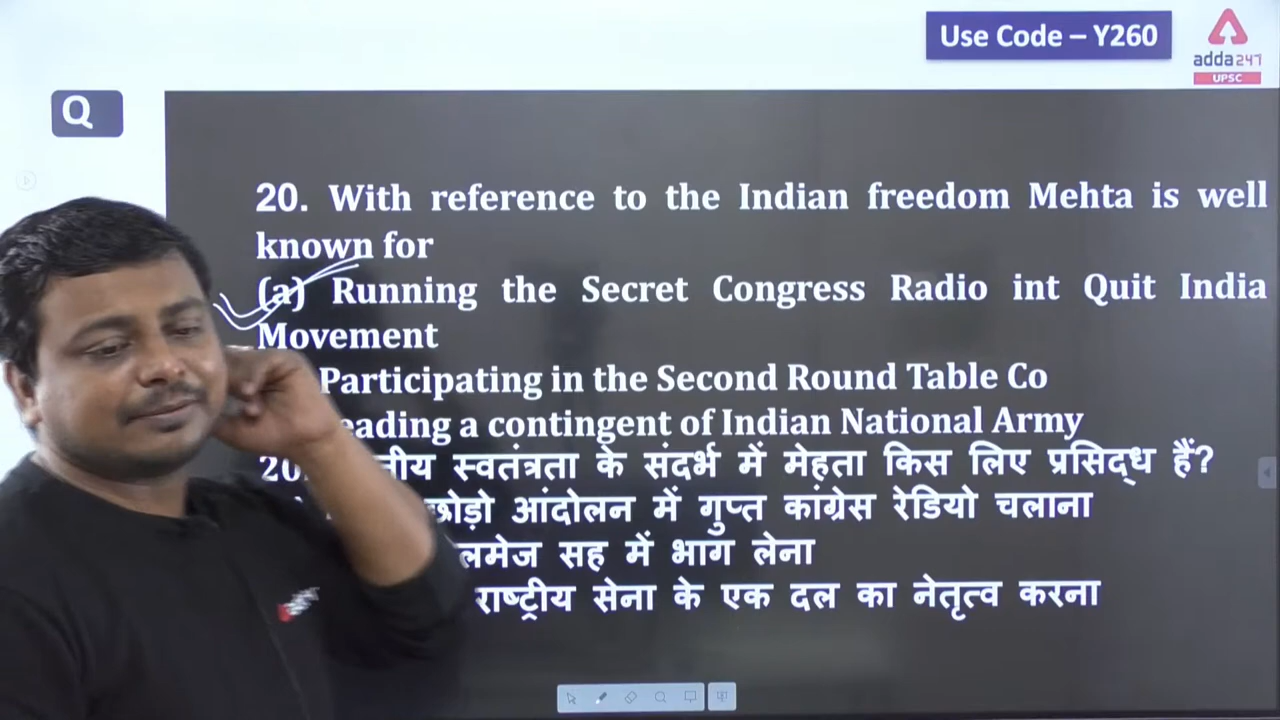 Use Code – Y260
adda247
UPSC
Q
20. With reference to the Indian freedom Mehta is well
known for
(a) Running the Secret Congress Radio int Quit India
Movement
Participating in the Second Round Table Co
eading a contingent of Indian National Army
20 स्वतंत्रता के संदर्भ में मेहता किस लिए प्रसिद्ध हैं?
छोड़ो आंदोलन में गुप्त कांग्रेस रेडियो चलाना
लमेज सह में भाग लेना
राष्ट्रीय सेना के एक दल का नेतृत्व करना